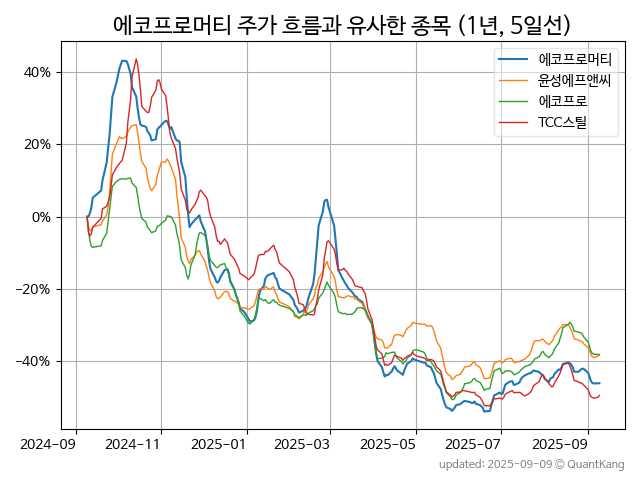 에코프로머티 주가 흐름과 유사한 종목 (1년, 5일선)
에코프로머티
윤성에프앤씨
에코프로
TCC스틸
40%
20%
0%
−20%
−40%
2024-09 2024-11 2025-01 2025-03 2025-05 2025-07 2025-09
updated: 2025-09-09 © QuantKang